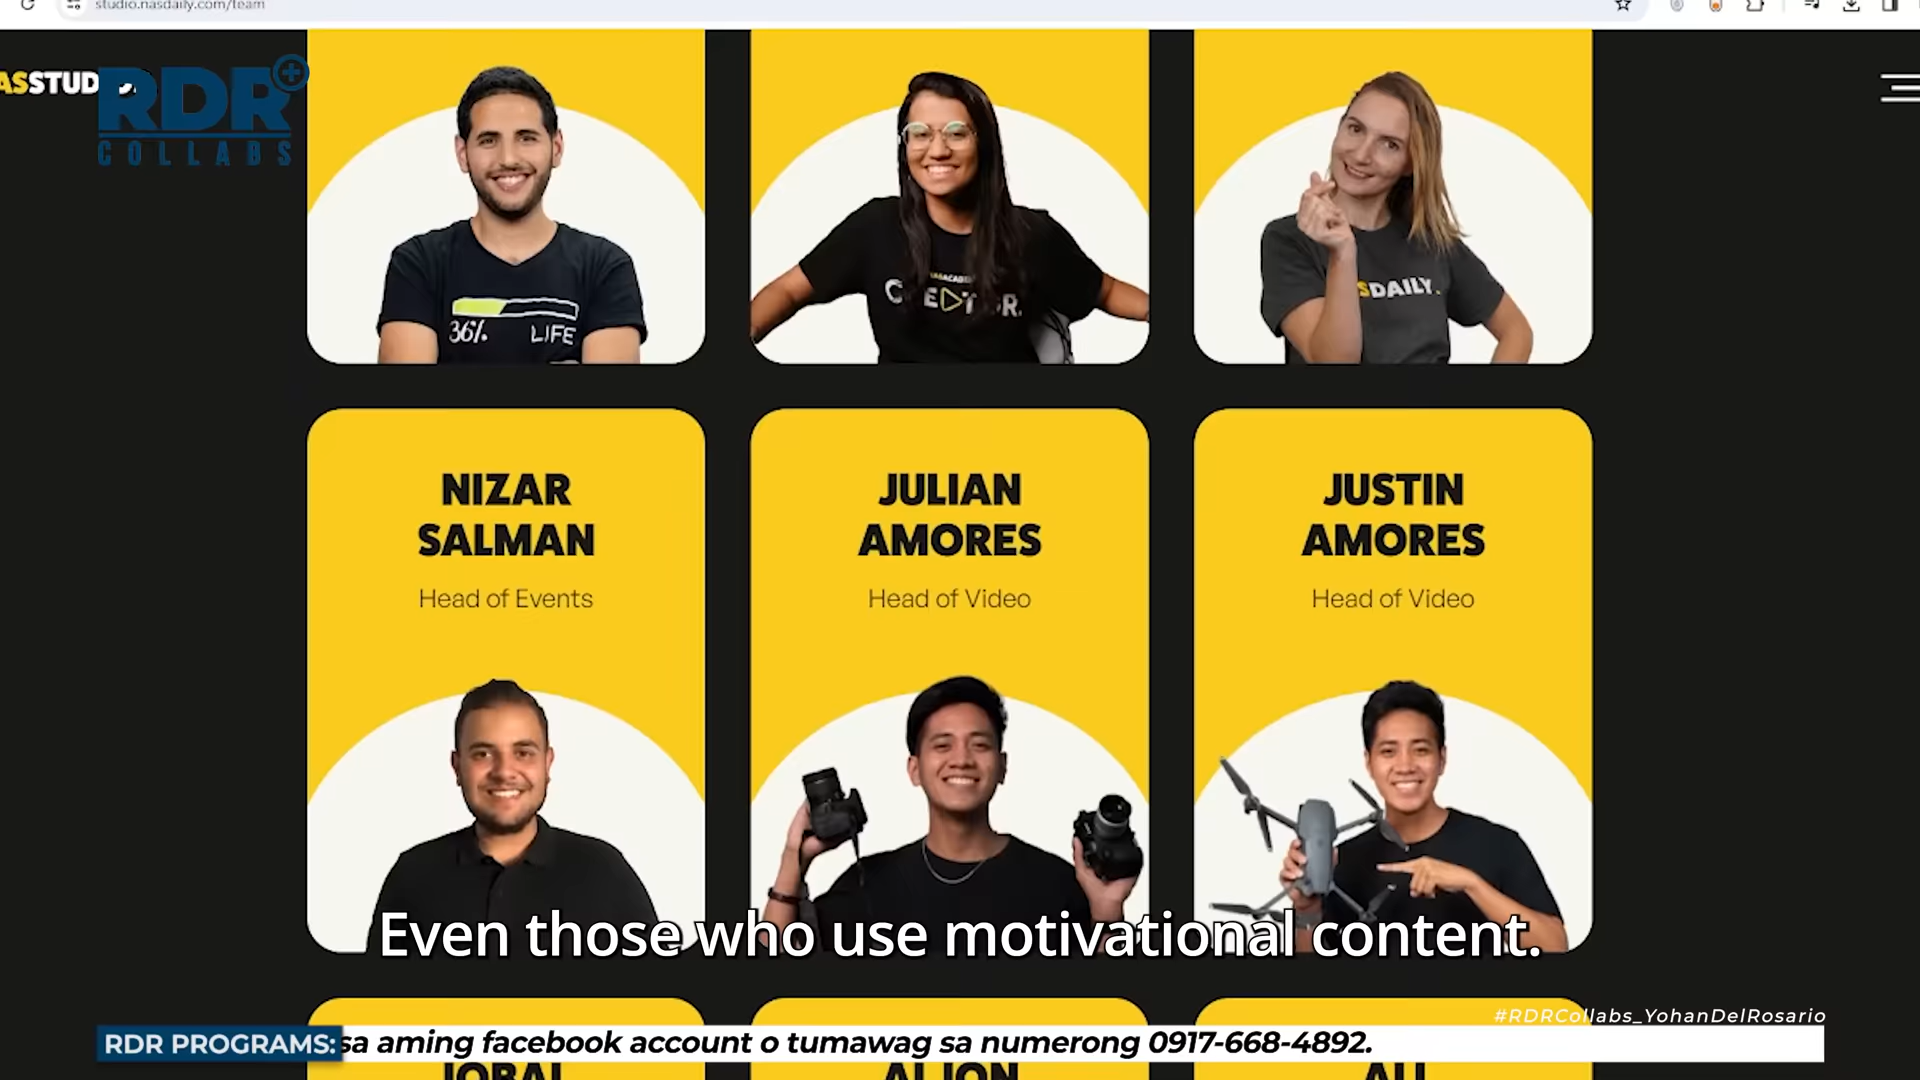 studio.nasdaily.com/team
ASSTUD
RDR+
COLLABS
36% LIFE
DAILY.
NIZAR
SALMAN
Head of Events
JULIAN
AMORES
Head of Video
JUSTIN
AMORES
Head of Video
Even those who use motivational content.
#RDRCollabs_YohanDelRosario
RDR PROGRAMS: sa aming facebook account o tumawag sa numerong 0917-668-4892.